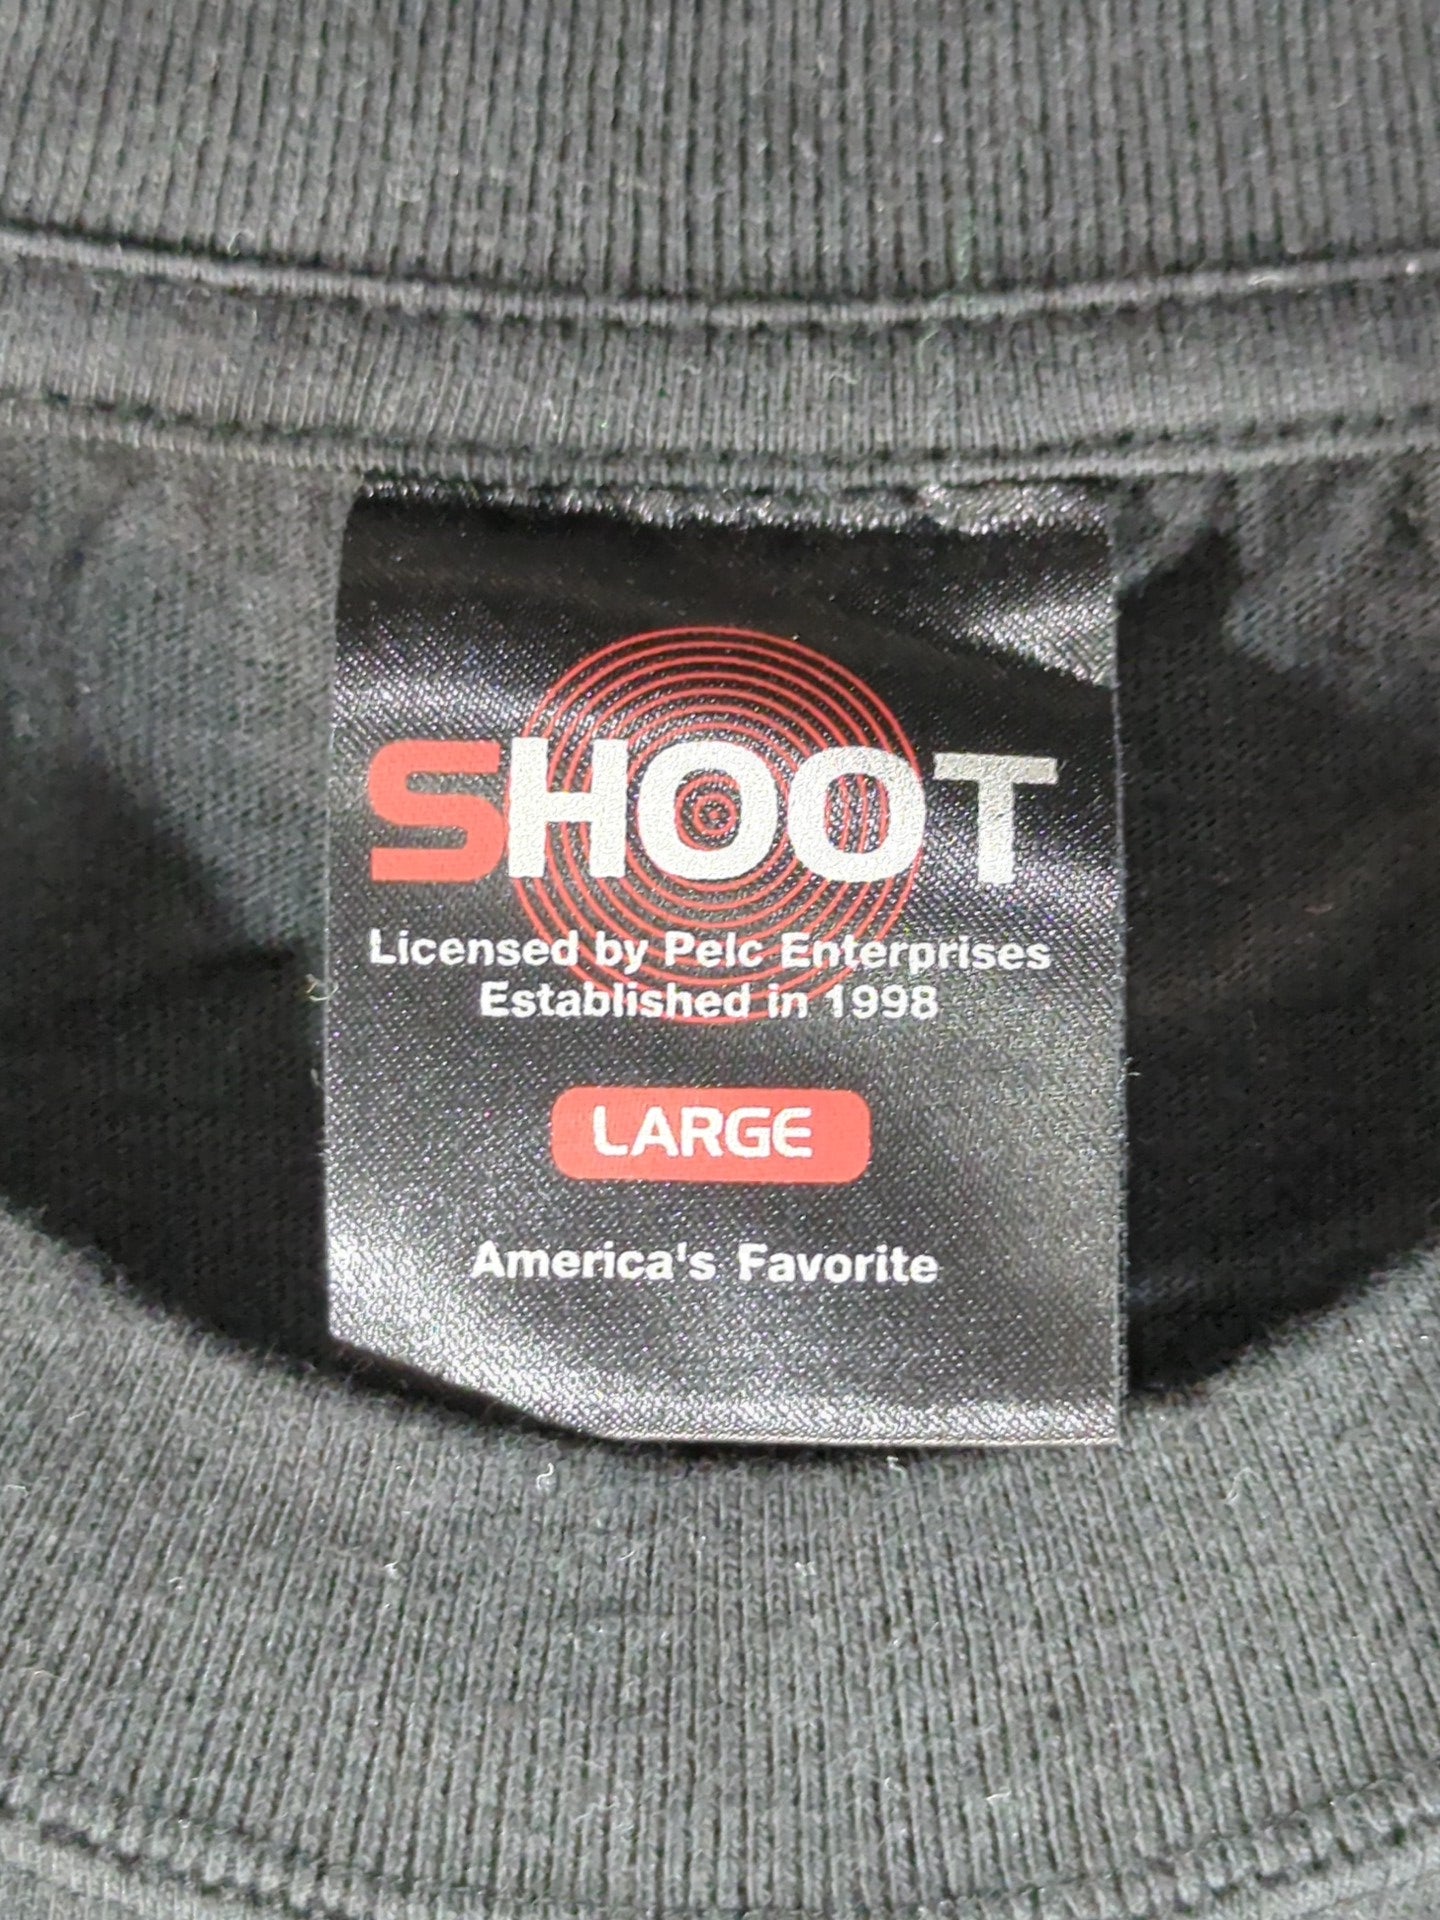 SHOOT
Licensed by Pelc Enterprises
Established in 1998
LARGE
America's Favorite